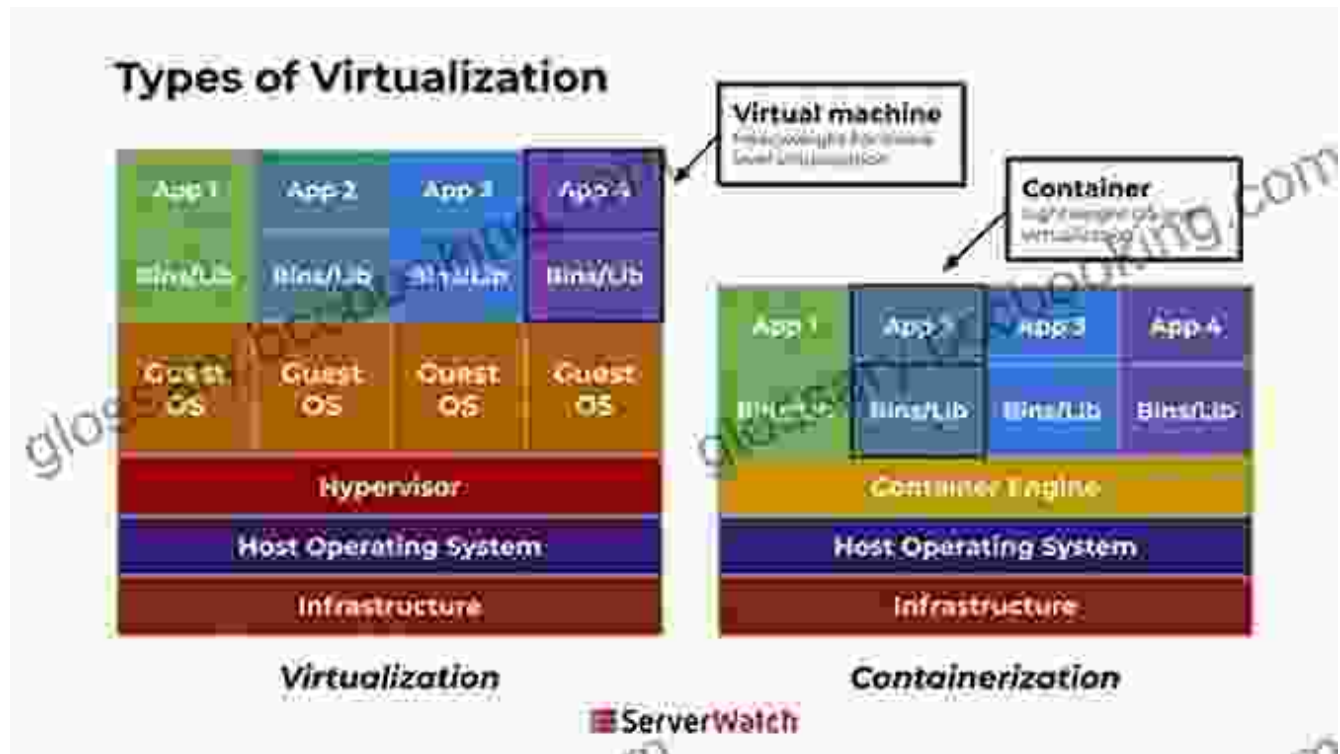 Types of Virtualization
Virtual machine
Container
App 1 App 2 App 3 App 4
Bins/Lib Bins/Lib Bins/Lib Bins/Lib
Guest OS Guest OS Guest OS Guest OS
Hypervisor
Host Operating System
Infrastructure
Virtualization
App 1 App 2 App 3 App 4
Bins/Lib Bins/Lib Bins/Lib Bins/Lib
Container Engine
Host Operating System
Infrastructure
Containerization
ServerWatch